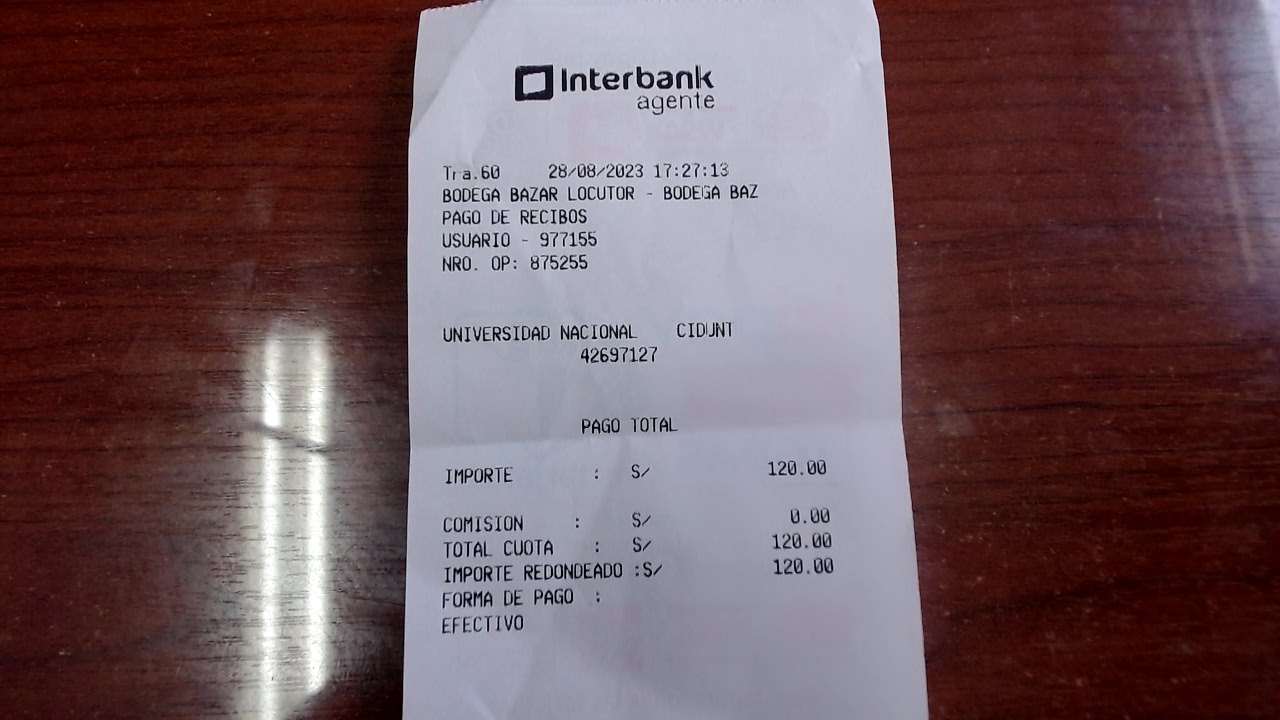 Interbank
agente
Tra.60 28/08/2023 17:27:13
BODEGA BAZAR LOCUTOR - BODEGA BAZ
PAGO DE RECIBOS
USUARIO - 977155
NRO. OP: 875255
UNIVERSIDAD NACIONAL CIDUNT
42697127
PAGO TOTAL
IMPORTE : S/ 120.00
COMISION : S/ 0.00
TOTAL CUOTA : S/ 120.00
IMPORTE REDONDEADO :S/ 120.00
FORMA DE PAGO :
EFECTIVO